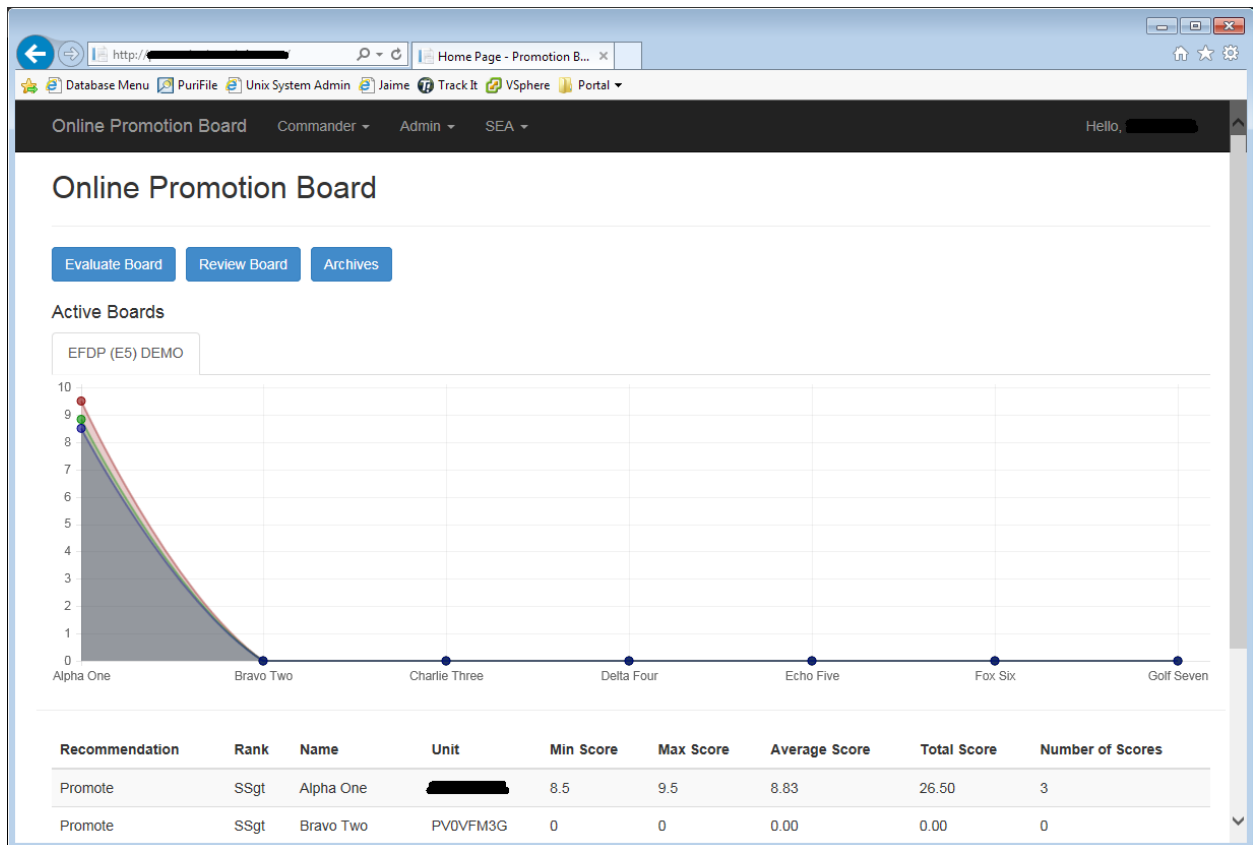 http://
Home Page - Promotion B...
Database Menu PuriFile Unix System Admin Jaime Track It VSphere Portal
Online Promotion Board Commander Admin SEA Hello,
Online Promotion Board
Evaluate Board Review Board Archives
Active Boards
EFDP (E5) DEMO
10
9
8
7
6
5
4
3
2
1
0
Alpha One Bravo Two Charlie Three Delta Four Echo Five Fox Six Golf Seven
Recommendation Rank Name Unit Min Score Max Score Average Score Total Score Number of Scores
Promote SSgt Alpha One 8.5 9.5 8.83 26.50 3
Promote SSgt Bravo Two PV0VFM3G 0 0 0.00 0.00 0